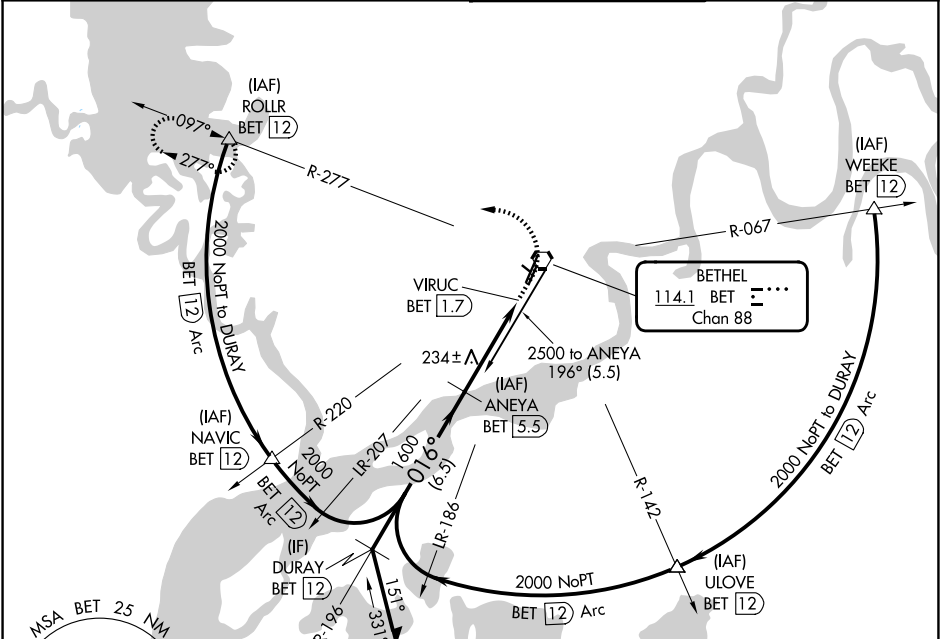 (IAF)
ROLLR
BET 12
097°
277°
R-277
(IAF)
WEEKE
BET 12
R-067
2000 NoPT to DURAY
BET 12 Arc
VIRUC
BET 1.7
BETHEL
114.1 BET
Chan 88
234±
2500 to ANEYA
196° (5.5)
(IAF)
ANEYA
BET 5.5
2000 NoPT to DURAY
BET 12 Arc
(IAF)
NAVIC
BET 12
R-220
LR-207
2000
NoPT
BET 12
Arc
1600
016°
(6.5)
LR-186
R-142
(IF)
DURAY
BET 12
2000 NoPT
BET 12 Arc
(IAF)
ULOVE
BET 12
R-196
151°
331°
MSA BET 25 NM